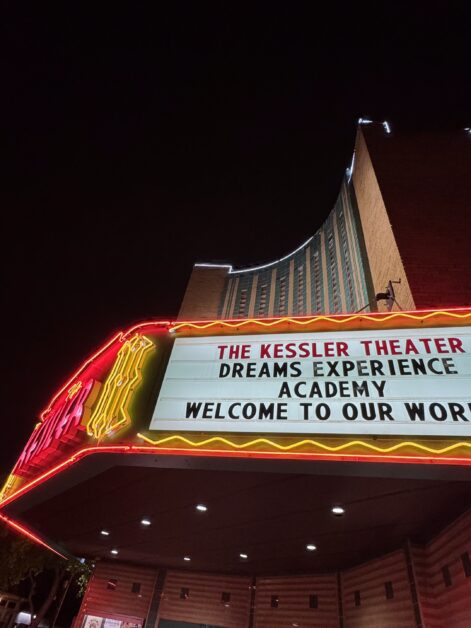 THE KESSLER THEATER
DREAMS EXPERIENCE
ACADEMY
WELCOME TO OUR WOR